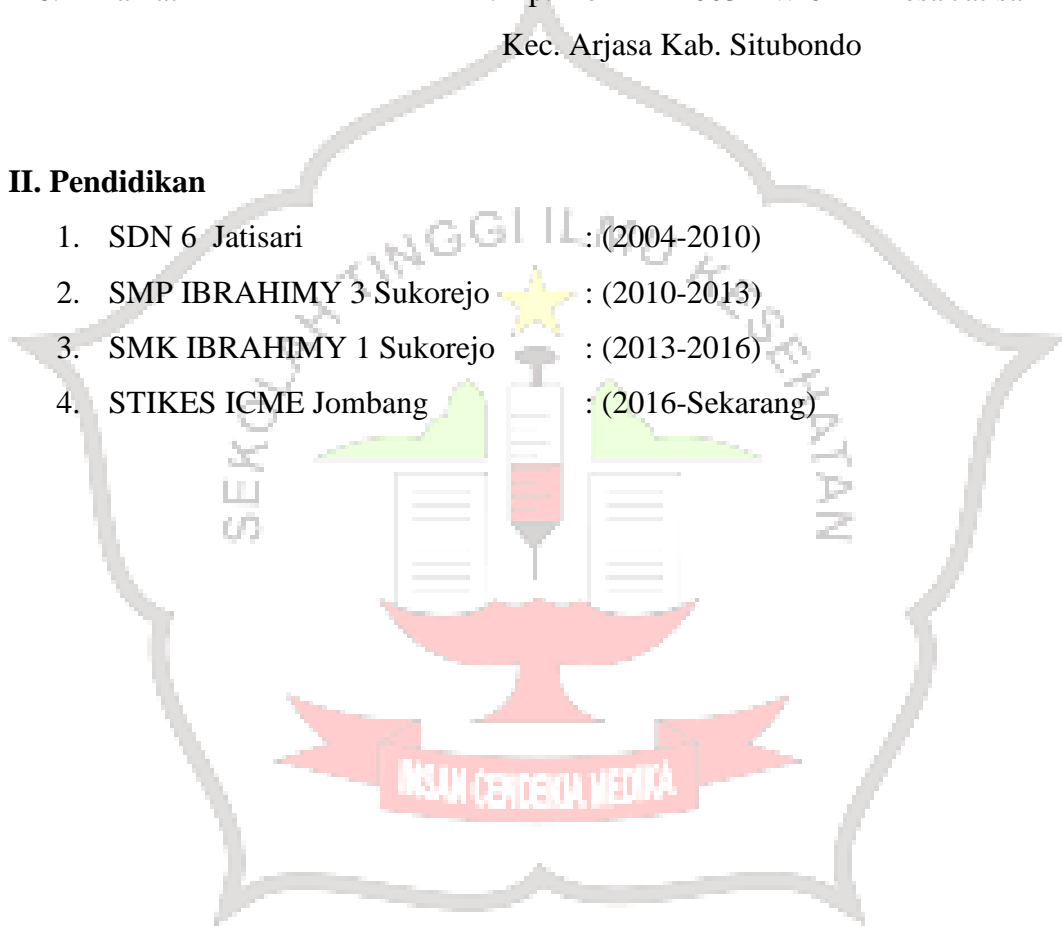 Kec. Arjasa Kab. Situbondo
II. Pendidikan
1. SDN 6 Jatisari : (2004-2010)
2. SMP IBRAHIMY 3 Sukorejo : (2010-2013)
3. SMK IBRAHIMY 1 Sukorejo : (2013-2016)
4. STIKES ICME Jombang : (2016-Sekarang)
SEKOLAH TINGGI ILMU KESEHATAN
INSAN CENDEKIA MEDIKA